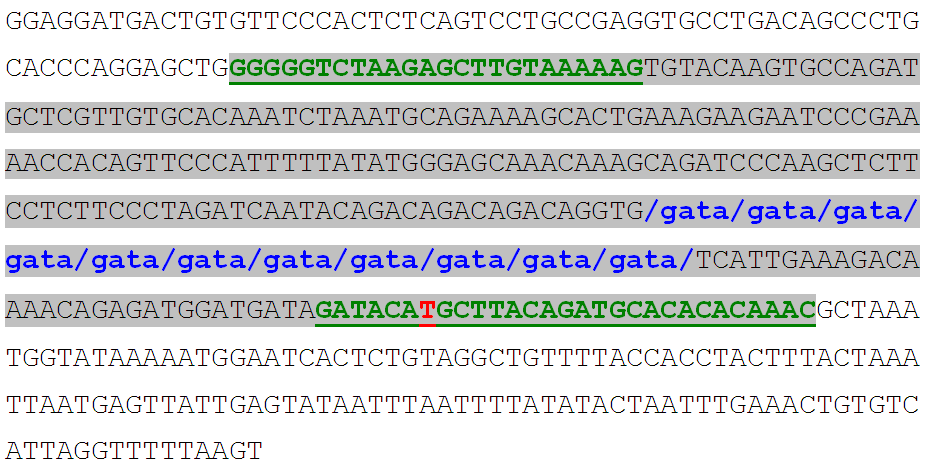 GGAGGATGACTGTGTTCCCACTCTCAGTCCTGCCGAGGTGCCTGACAGCCCTG
CACCCAGGAGCTGGGGGGTCTAAGAGCTTGTAAAAAGTGTACAAGTGCCAGAT
GCTCGTTGTGCACAAATCTAAATGCAGAAAAGCACTGAAAGAAGAATCCCGAA
AACCACAGTTCCCATTTTTATATGGGAGCAAACAAAGCAGATCCCAAGCTCTT
CCTCTTCCCTAGATCAATACAGACAGACAGACAGGTG/gata/gata/gata/
gata/gata/gata/gata/gata/gata/gata/gata/TCATTGAAAGACA
AAACAGAGATGGATGATAGATACATGCTTACAGATGCACACACAAACGCTAAA
TGGTATAAAAATGGAATCACTCTGTAGGCTGTTTTACCACCTACTTTACTAAA
TTAATGAGTTATTGAGTATAATTTAATTTTATATACTAATTTGAAACTGTGTC
ATTAGGTTTTTAAGT